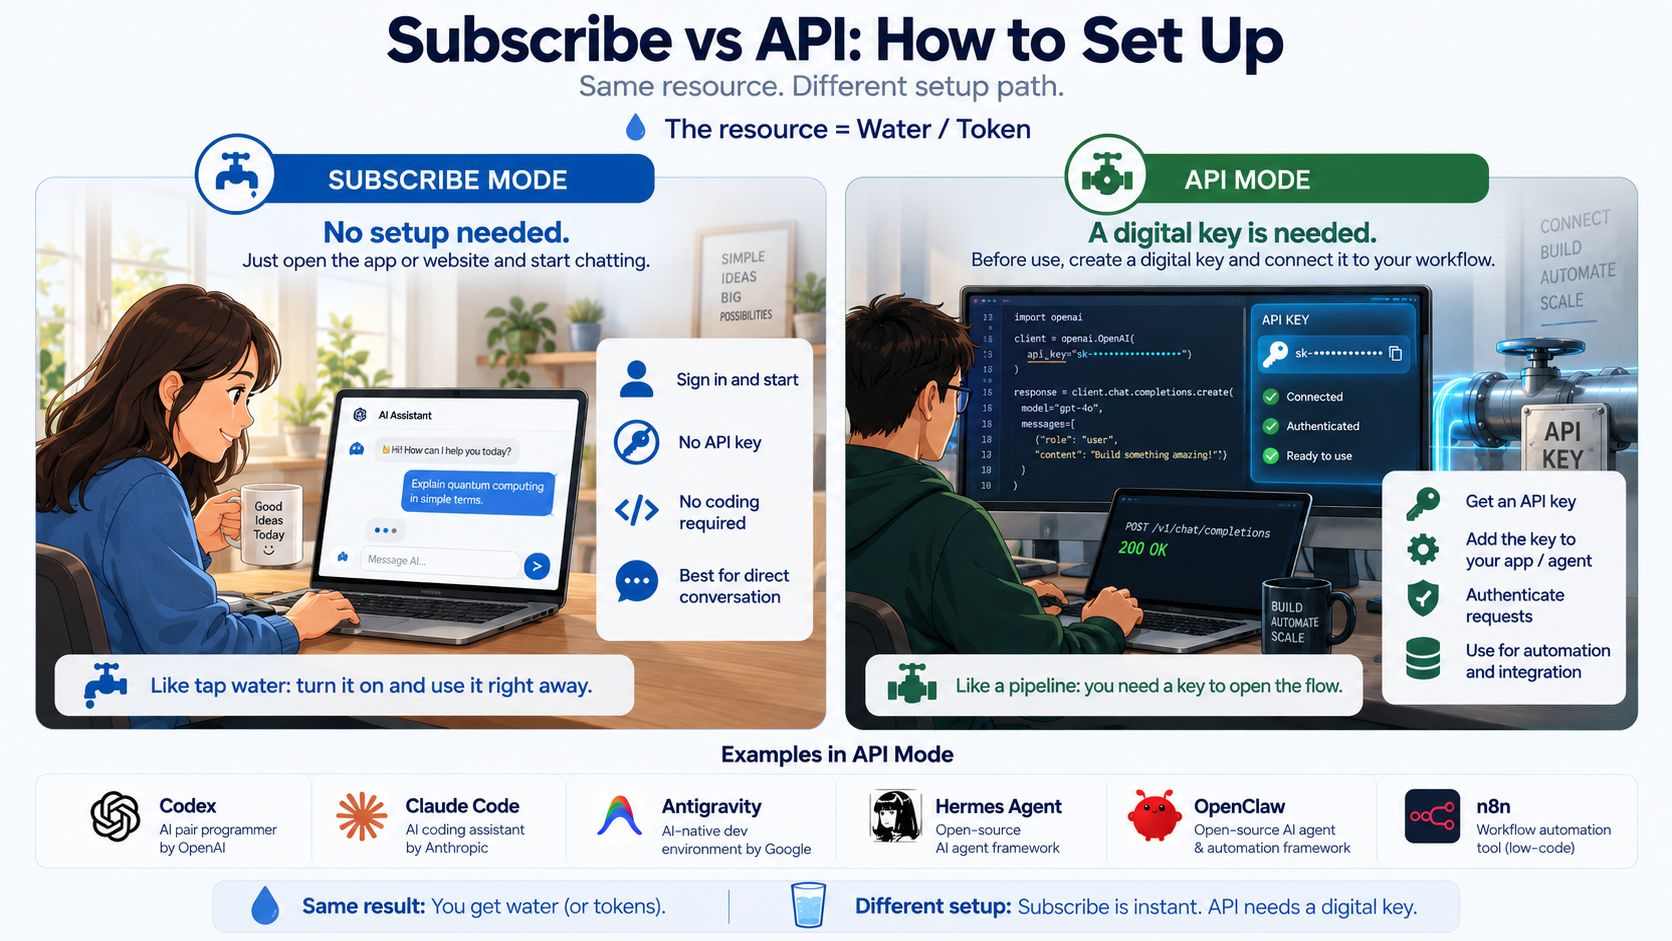 Subscribe vs API: How to Set Up
Same resource. Different setup path.
The resource = Water / Token
SUBSCRIBE MODE
No setup needed.
Just open the app or website and start chatting.
SIMPLE
IDEAS
BIG
POSSIBILITIES
AI Assistant
Hi! How can I help you today?
Explain quantum computing
in simple terms.
Message AI...
Good
Ideas
Today
Sign in and start
No API key
No coding
required
Best for direct
conversation
Like tap water: turn it on and use it right away.
API MODE
A digital key is needed.
Before use, create a digital key and connect it to your workflow.
CONNECT
BUILD
AUTOMATE
SCALE
import openai
client = openai.OpenAI(
api_key="sk-••••••••••••••••••")
)
response = client.chat.completions.create(
model="gpt-4o",
messages=[
("role": "user",
"content": "Build something amazing!")
)
)
API KEY
sk-••••••••••••
Connected
Authenticated
Ready to use
API
KEY
POST /v1/chat/completions
200 OK
BUILD
AUTOMATE
SCALE
Get an API key
Add the key to
your app / agent
Authenticate
requests
Use for automation
and integration
Like a pipeline: you need a key to open the flow.
Examples in API Mode
Codex
AI pair programmer
by OpenAI
Claude Code
AI coding assistant
by Anthropic
Antigravity
AI-native dev
environment by Google
Hermes Agent
Open-source
AI agent framework
OpenClaw
Open-source AI agent
& automation framework
n8n
Workflow automation
tool (low-code)
Same result: You get water (or tokens).
Different setup: Subscribe is instant. API needs a digital key.